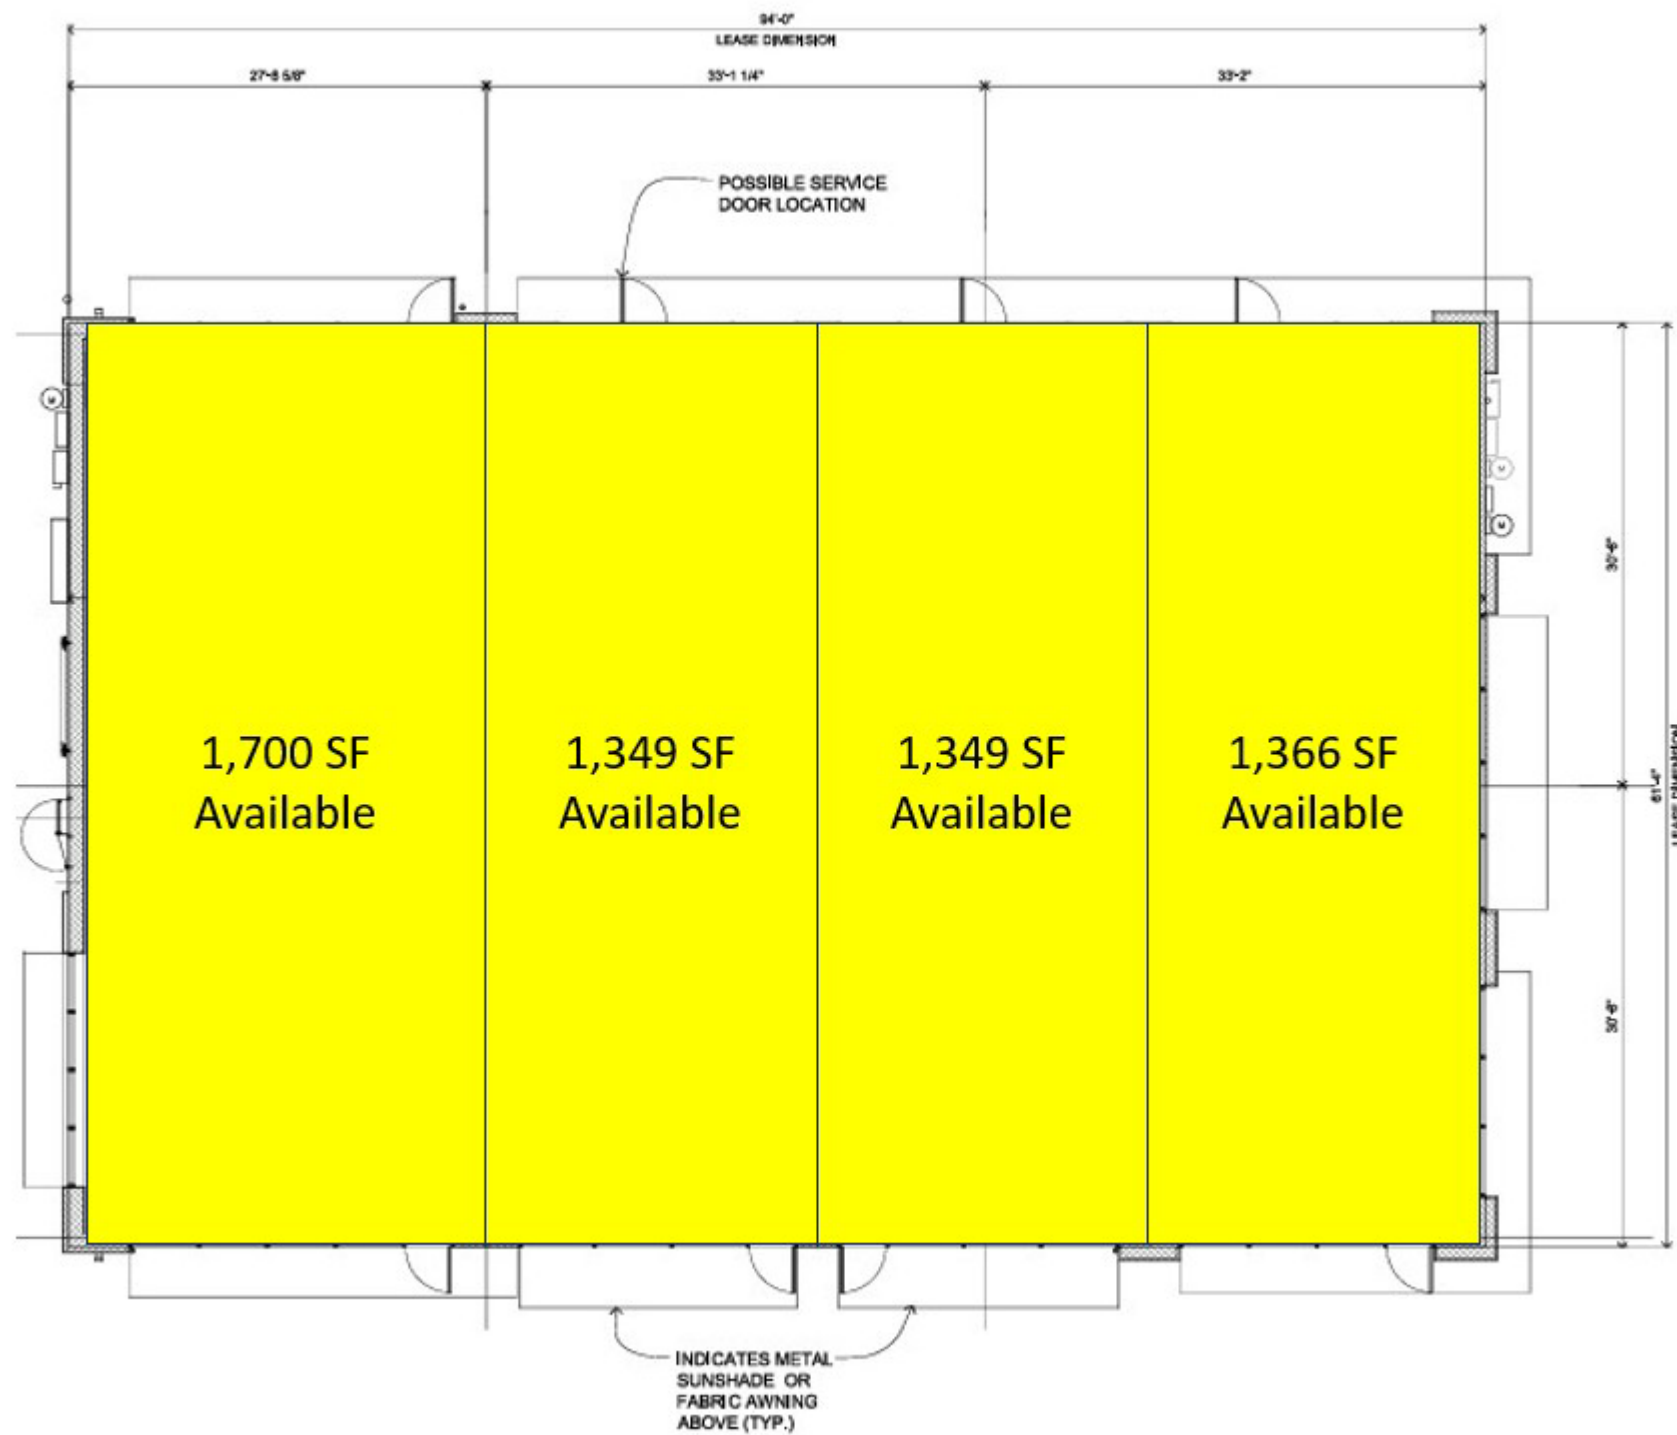 94'-0"
LEASE DIMENSION
27'-8 5/8"
33'-1 1/4"
33'-2"
POSSIBLE SERVICE
DOOR LOCATION
30'-8"
1,700 SF
Available
1,349 SF
Available
1,349 SF
Available
1,366 SF
Available
61'-4"
LEASE DIMENSION
30'-8"
INDICATES METAL
SUNSHADE OR
FABRIC AWNING
ABOVE (TYP.)